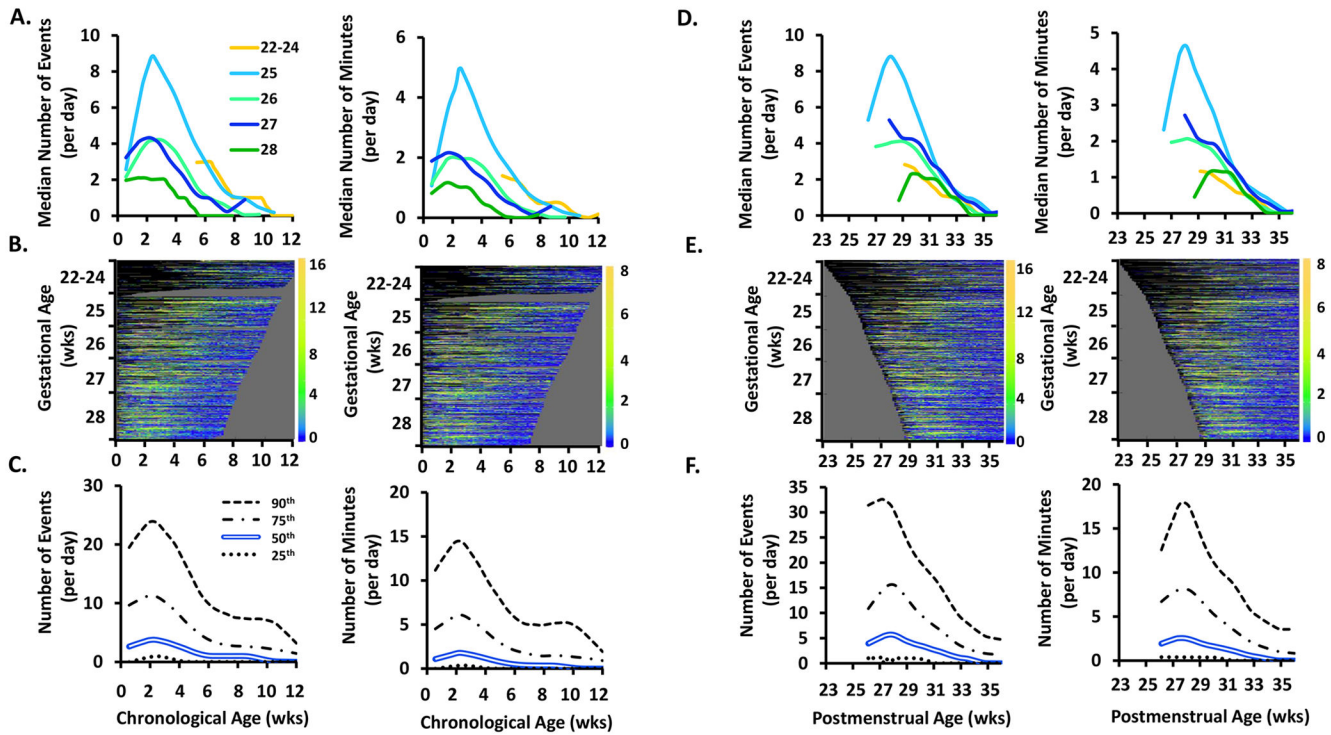 A.
Median Number of Events
(per day)
10
8
6
4
2
0
0 2 4 6 8 10 12
22-24
25
26
27
28
Median Number of Minutes
(per day)
6
4
2
0
0 2 4 6 8 10 12
D.
Median Number of Events
(per day)
10
8
6
4
2
0
23 25 27 29 31 33 35
Median Number of Minutes
(per day)
5
4
3
2
1
0
23 25 27 29 31 33 35
B.
Gestational Age
(wks)
22-24
25
26
27
28
0 2 4 6 8 10 12
16
12
8
4
0
Gestational Age
(wks)
22-24
25
26
27
28
0 2 4 6 8 10 12
8
6
4
2
0
E.
Gestational Age
(wks)
22-24
25
26
27
28
23 25 27 29 31 33 35
16
12
8
4
0
Gestational Age
(wks)
22-24
25
26
27
28
23 25 27 29 31 33 35
8
6
4
2
0
C.
Number of Events
(per day)
30
20
10
0
0 2 4 6 8 10 12
90th
75th
50th
25th
Chronological Age (wks)
Number of Minutes
(per day)
20
15
10
5
0
0 2 4 6 8 10 12
Chronological Age (wks)
F.
Number of Events
(per day)
35
30
25
20
15
10
5
0
23 25 27 29 31 33 35
Postmenstrual Age (wks)
Number of Minutes
(per day)
20
15
10
5
0
23 25 27 29 31 33 35
Postmenstrual Age (wks)